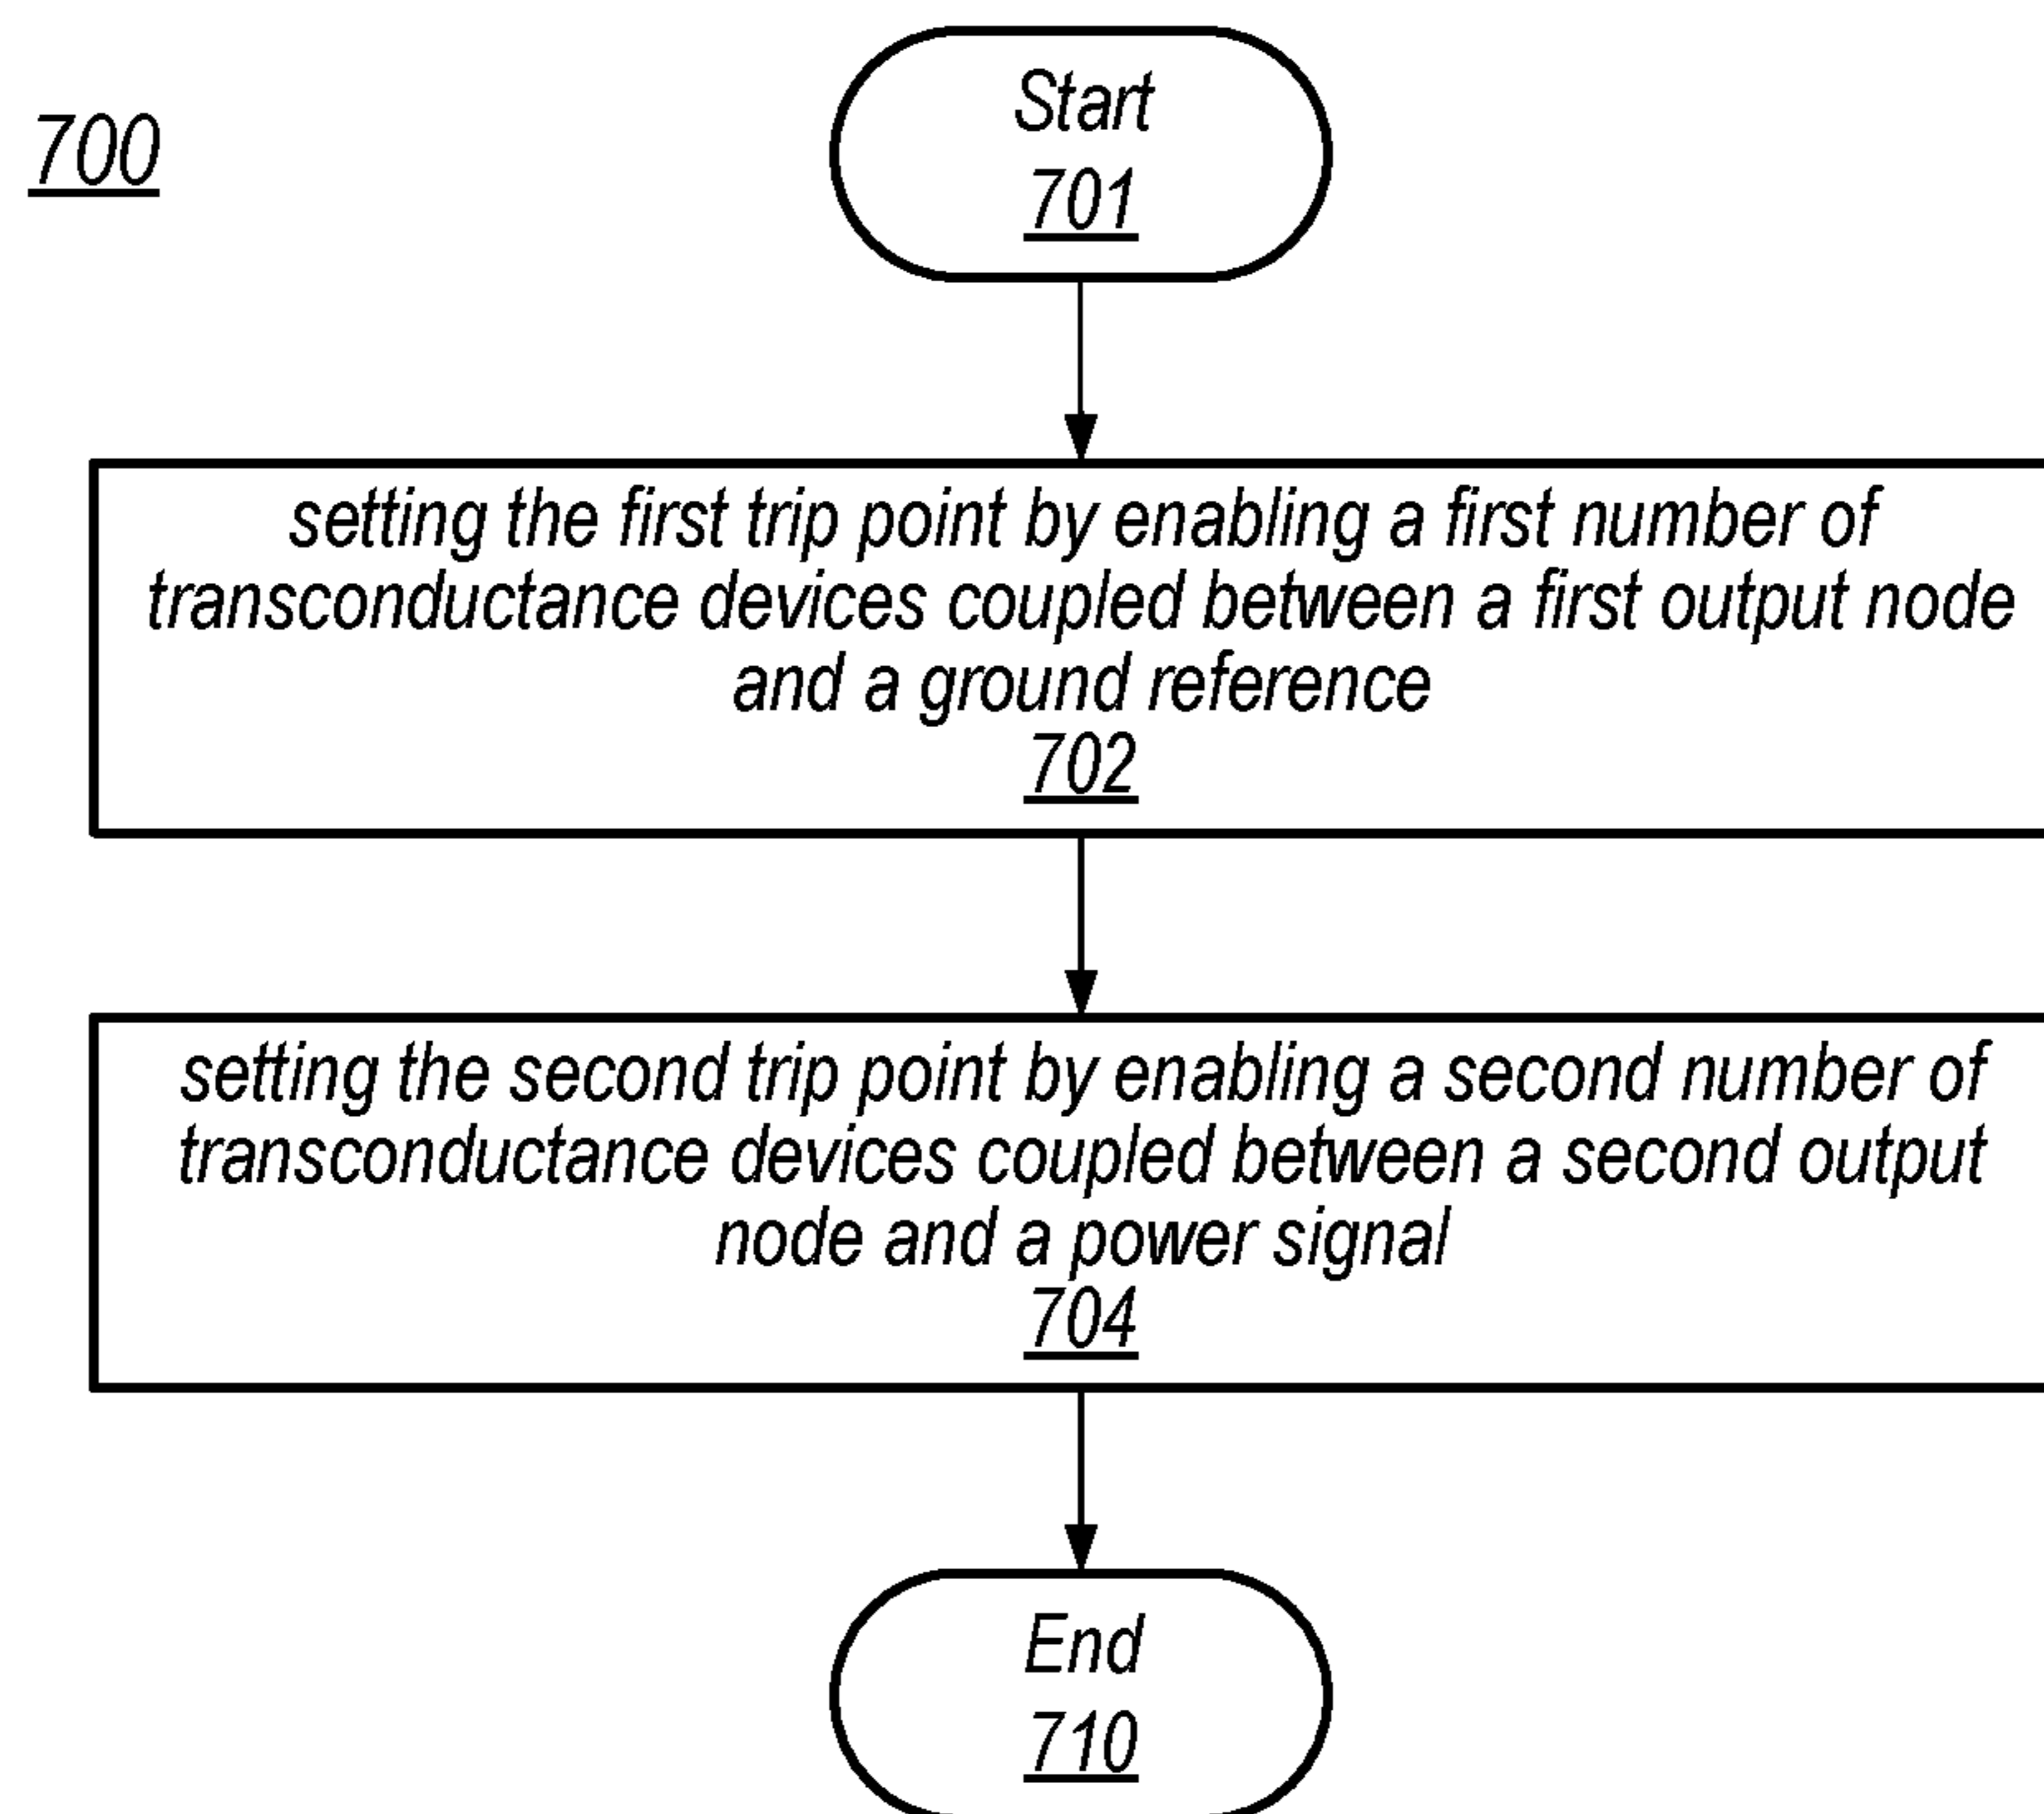 700
Start
701
setting the first trip point by enabling a first number of
transconductance devices coupled between a first output node
and a ground reference
702
setting the second trip point by enabling a second number of
transconductance devices coupled between a second output
node and a power signal
704
End
710